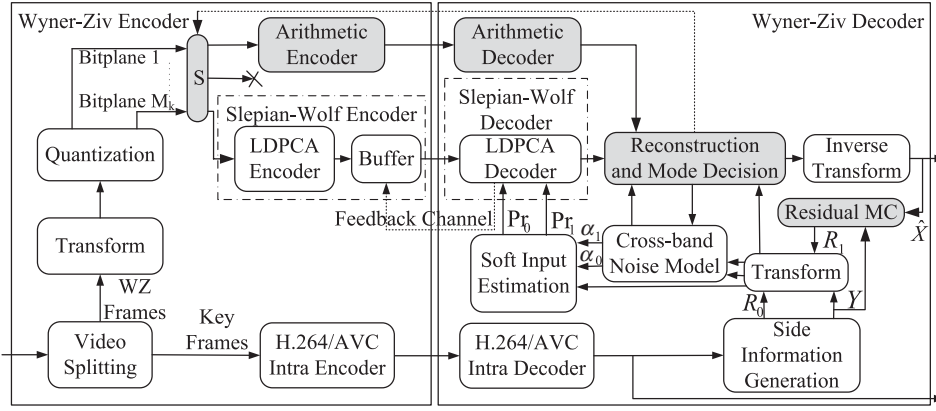 Wyner-Ziv Encoder
Wyner-Ziv Decoder
Bitplane 1
S
Arithmetic
Encoder
Arithmetic
Decoder
Bitplane M_k
Slepian-Wolf Encoder
Slepian-Wolf
Decoder
Quantization
LDPCA
Encoder
Buffer
LDPCA
Decoder
Reconstruction
and Mode Decision
Inverse
Transform
Feedback Channel
Pr_0
Pr_1
α_1
α_0
Residual MC
X̂
R_1
Transform
Soft Input
Estimation
Cross-band
Noise Model
Transform
R_0
Y
WZ
Frames
Key
Frames
Video
Splitting
H.264/AVC
Intra Encoder
H.264/AVC
Intra Decoder
Side
Information
Generation